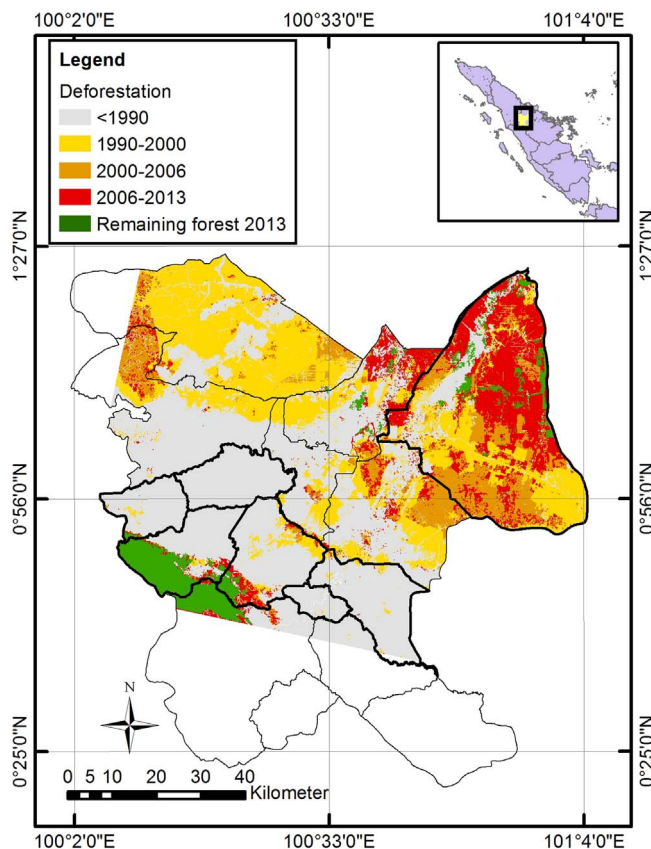 100°2'0"E 100°33'0"E 101°4'0"E
Legend
Deforestation
<1990
1990-2000
2000-2006
2006-2013
Remaining forest 2013
1°27'0"N 1°27'0"N
0°56'0"N 0°56'0"N
N
0°25'0"N 0°25'0"N
0 5 10 20 30 40
Kilometer
100°2'0"E 100°33'0"E 101°4'0"E